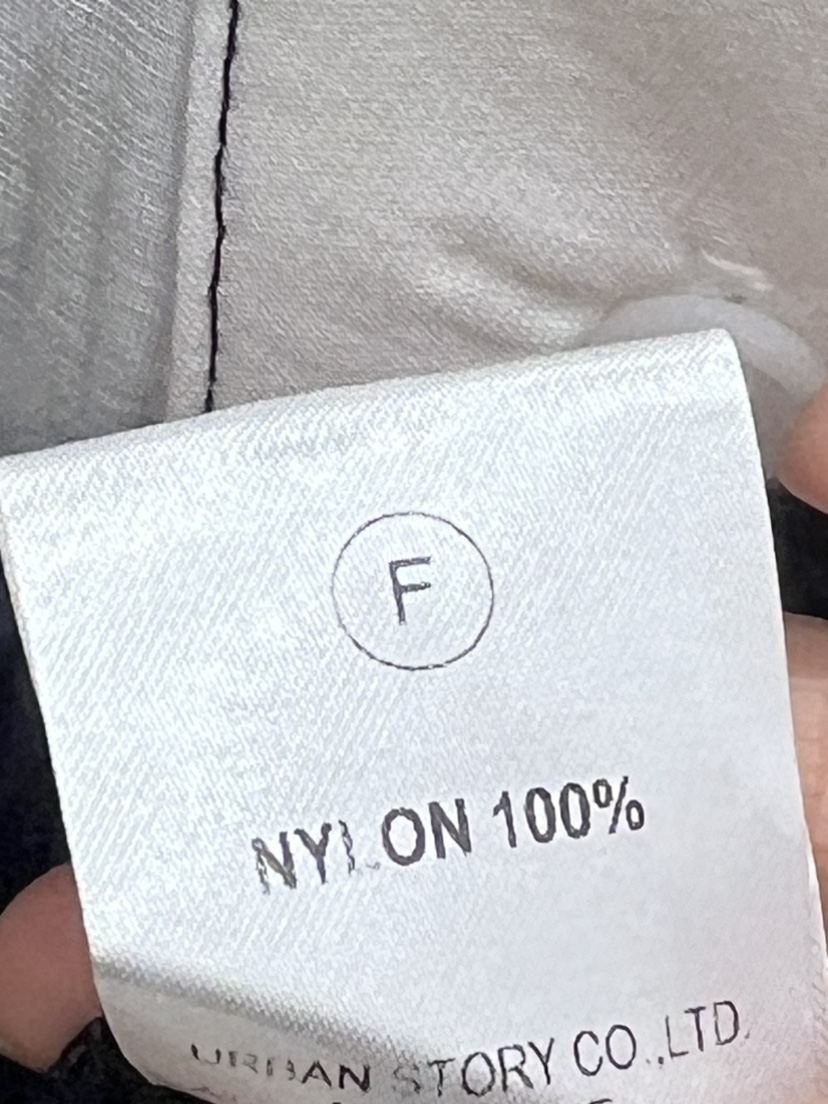 F
NYLON 100%
URBAN STORY CO.,LTD.